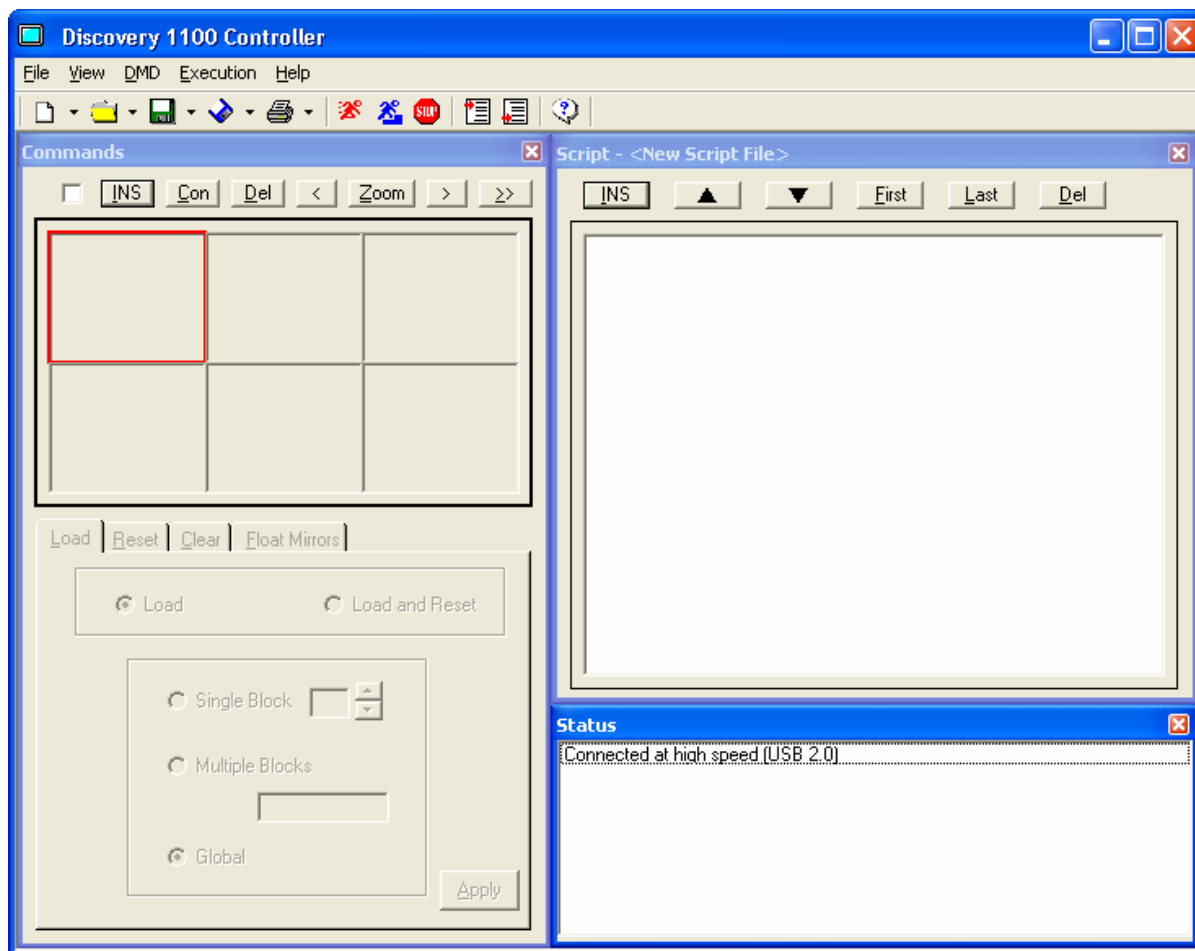 Discovery 1100 Controller
File View DMD Execution Help
STOP
Commands
INS Con Del < Zoom > >>
Load Reset Clear Float Mirrors
Load Load and Reset
Single Block
Multiple Blocks
Global
Apply
Script - <New Script File>
INS ▲ ▼ First Last Del
Status
Connected at high speed (USB 2.0)